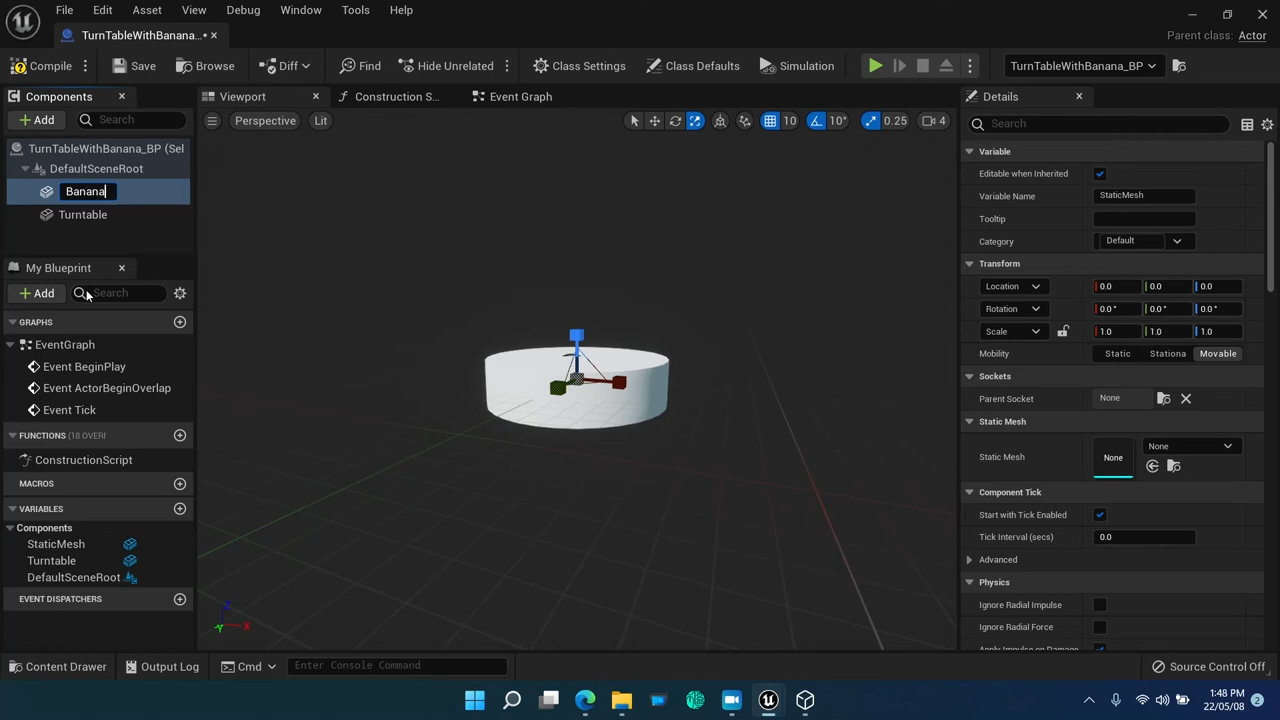 File Edit Asset View Debug Window Tools Help
TurnTableWithBanana...* 
Parent class: Actor
Compile Save Browse Diff Find Hide Unrelated Class Settings Class Defaults Simulation TurnTableWithBanana_BP
Components Viewport Construction S... Event Graph Details
Add Search Perspective Lit 10 10° 0.25 4 Search
TurnTableWithBanana_BP (Sel
DefaultSceneRoot
Banana
Turntable
My Blueprint
Add Search
GRAPHS
EventGraph
Event BeginPlay
Event ActorBeginOverlap
Event Tick
FUNCTIONS (18 OVERI
ConstructionScript
MACROS
VARIABLES
Components
StaticMesh
Turntable
DefaultSceneRoot
EVENT DISPATCHERS
Z
Y X
Variable
Editable when Inherited
Variable Name StaticMesh
Tooltip
Category Default
Transform
Location 0.0 0.0 0.0
Rotation 0.0 ° 0.0 ° 0.0 °
Scale 1.0 1.0 1.0
Mobility Static Stationa Movable
Sockets
Parent Socket None
Static Mesh
Static Mesh None None
Component Tick
Start with Tick Enabled
Tick Interval (secs) 0.0
Advanced
Physics
Ignore Radial Impulse
Ignore Radial Force
Apply Impulse on Damage
Content Drawer Output Log Cmd Enter Console Command Source Control Off
1:48 PM
22/05/08 2